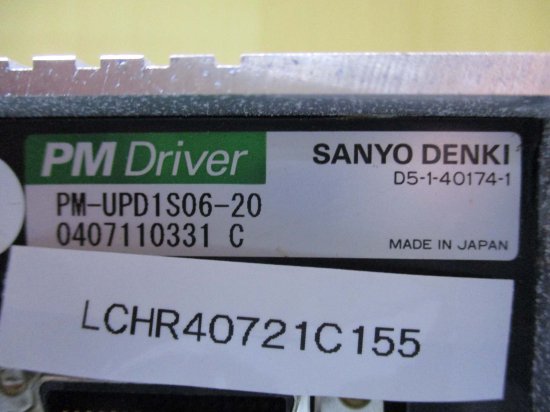 PM Driver
SANYO DENKI
D5-1-40174-1
PM-UPD1S06-20
0407110331 C
MADE IN JAPAN
LCHR40721C155